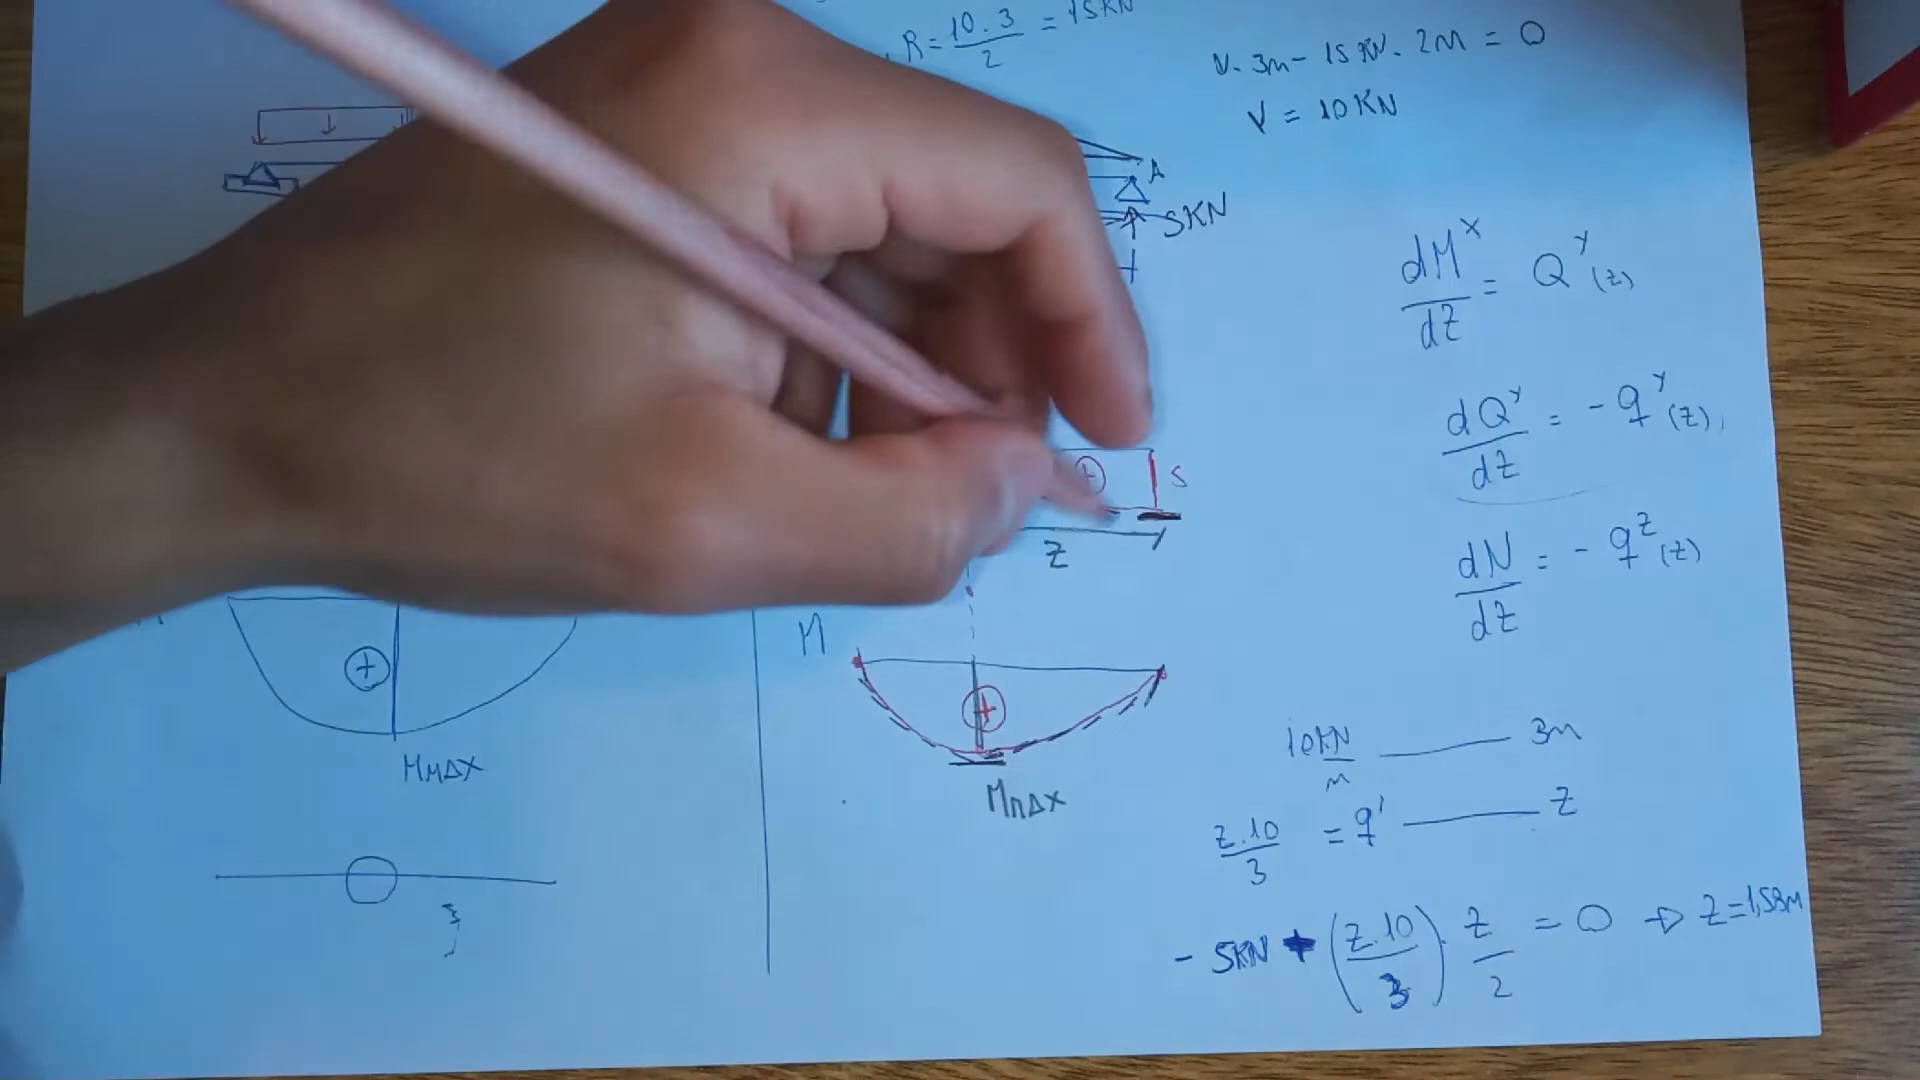 R = 10 . 3 / 2 = 15KN
V . 3m - 15 KN . 2m = 0
V = 10 KN
A
5KN
dM^x / dz = Q^y (z)
dQ^y / dz = - q^y (z)
+
5
z
dN / dz = - q^z (z)
M
+
+
MMAX
MMAX
10KN / m 3m
z.10 / 3 = q' z
- 5KN + (z.10 / 3) . z / 2 = 0 → z = 1,58m